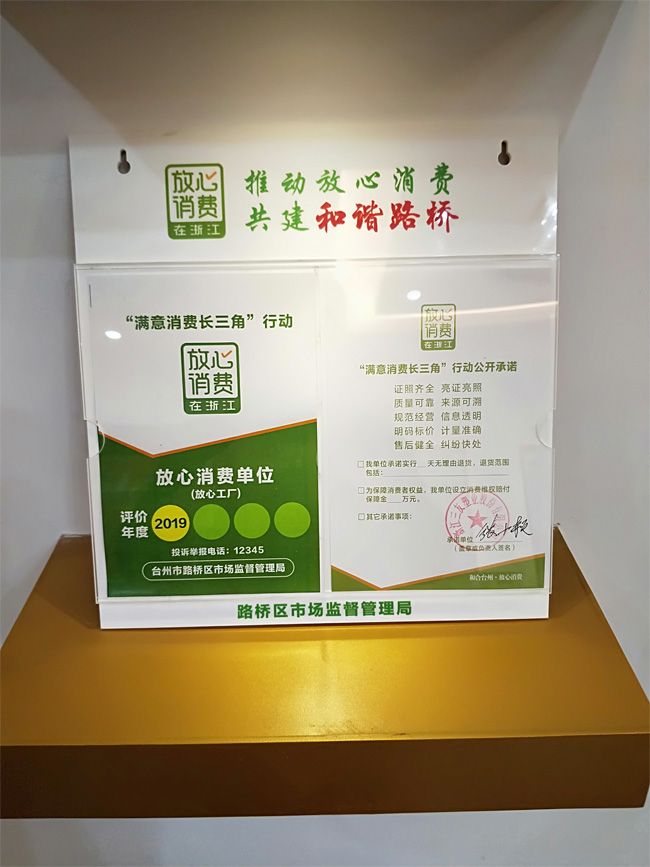 放心
消费
在浙江
推动放心消费
共建和谐路桥
“满意消费长三角”行动
放心
消费
在浙江
放心消费单位
(放心工厂)
评价
年度
2019
投诉举报电话：12345
台州市路桥区市场监督管理局
放心
消费
在浙江
“满意消费长三角”行动公开承诺
证照齐全 亮证亮照
质量可靠 来源可溯
规范经营 信息透明
明码标价 计量准确
售后健全 纠纷快处
□我单位承诺实行__天无理由退货，退货范围
包括：
□为保障消费者权益，我单位设立消费维权赔付
保障金____万元。
□其它承诺事项：
承诺单位
（盖章或负责人签名）
和合台州·放心消费
路桥区市场监督管理局